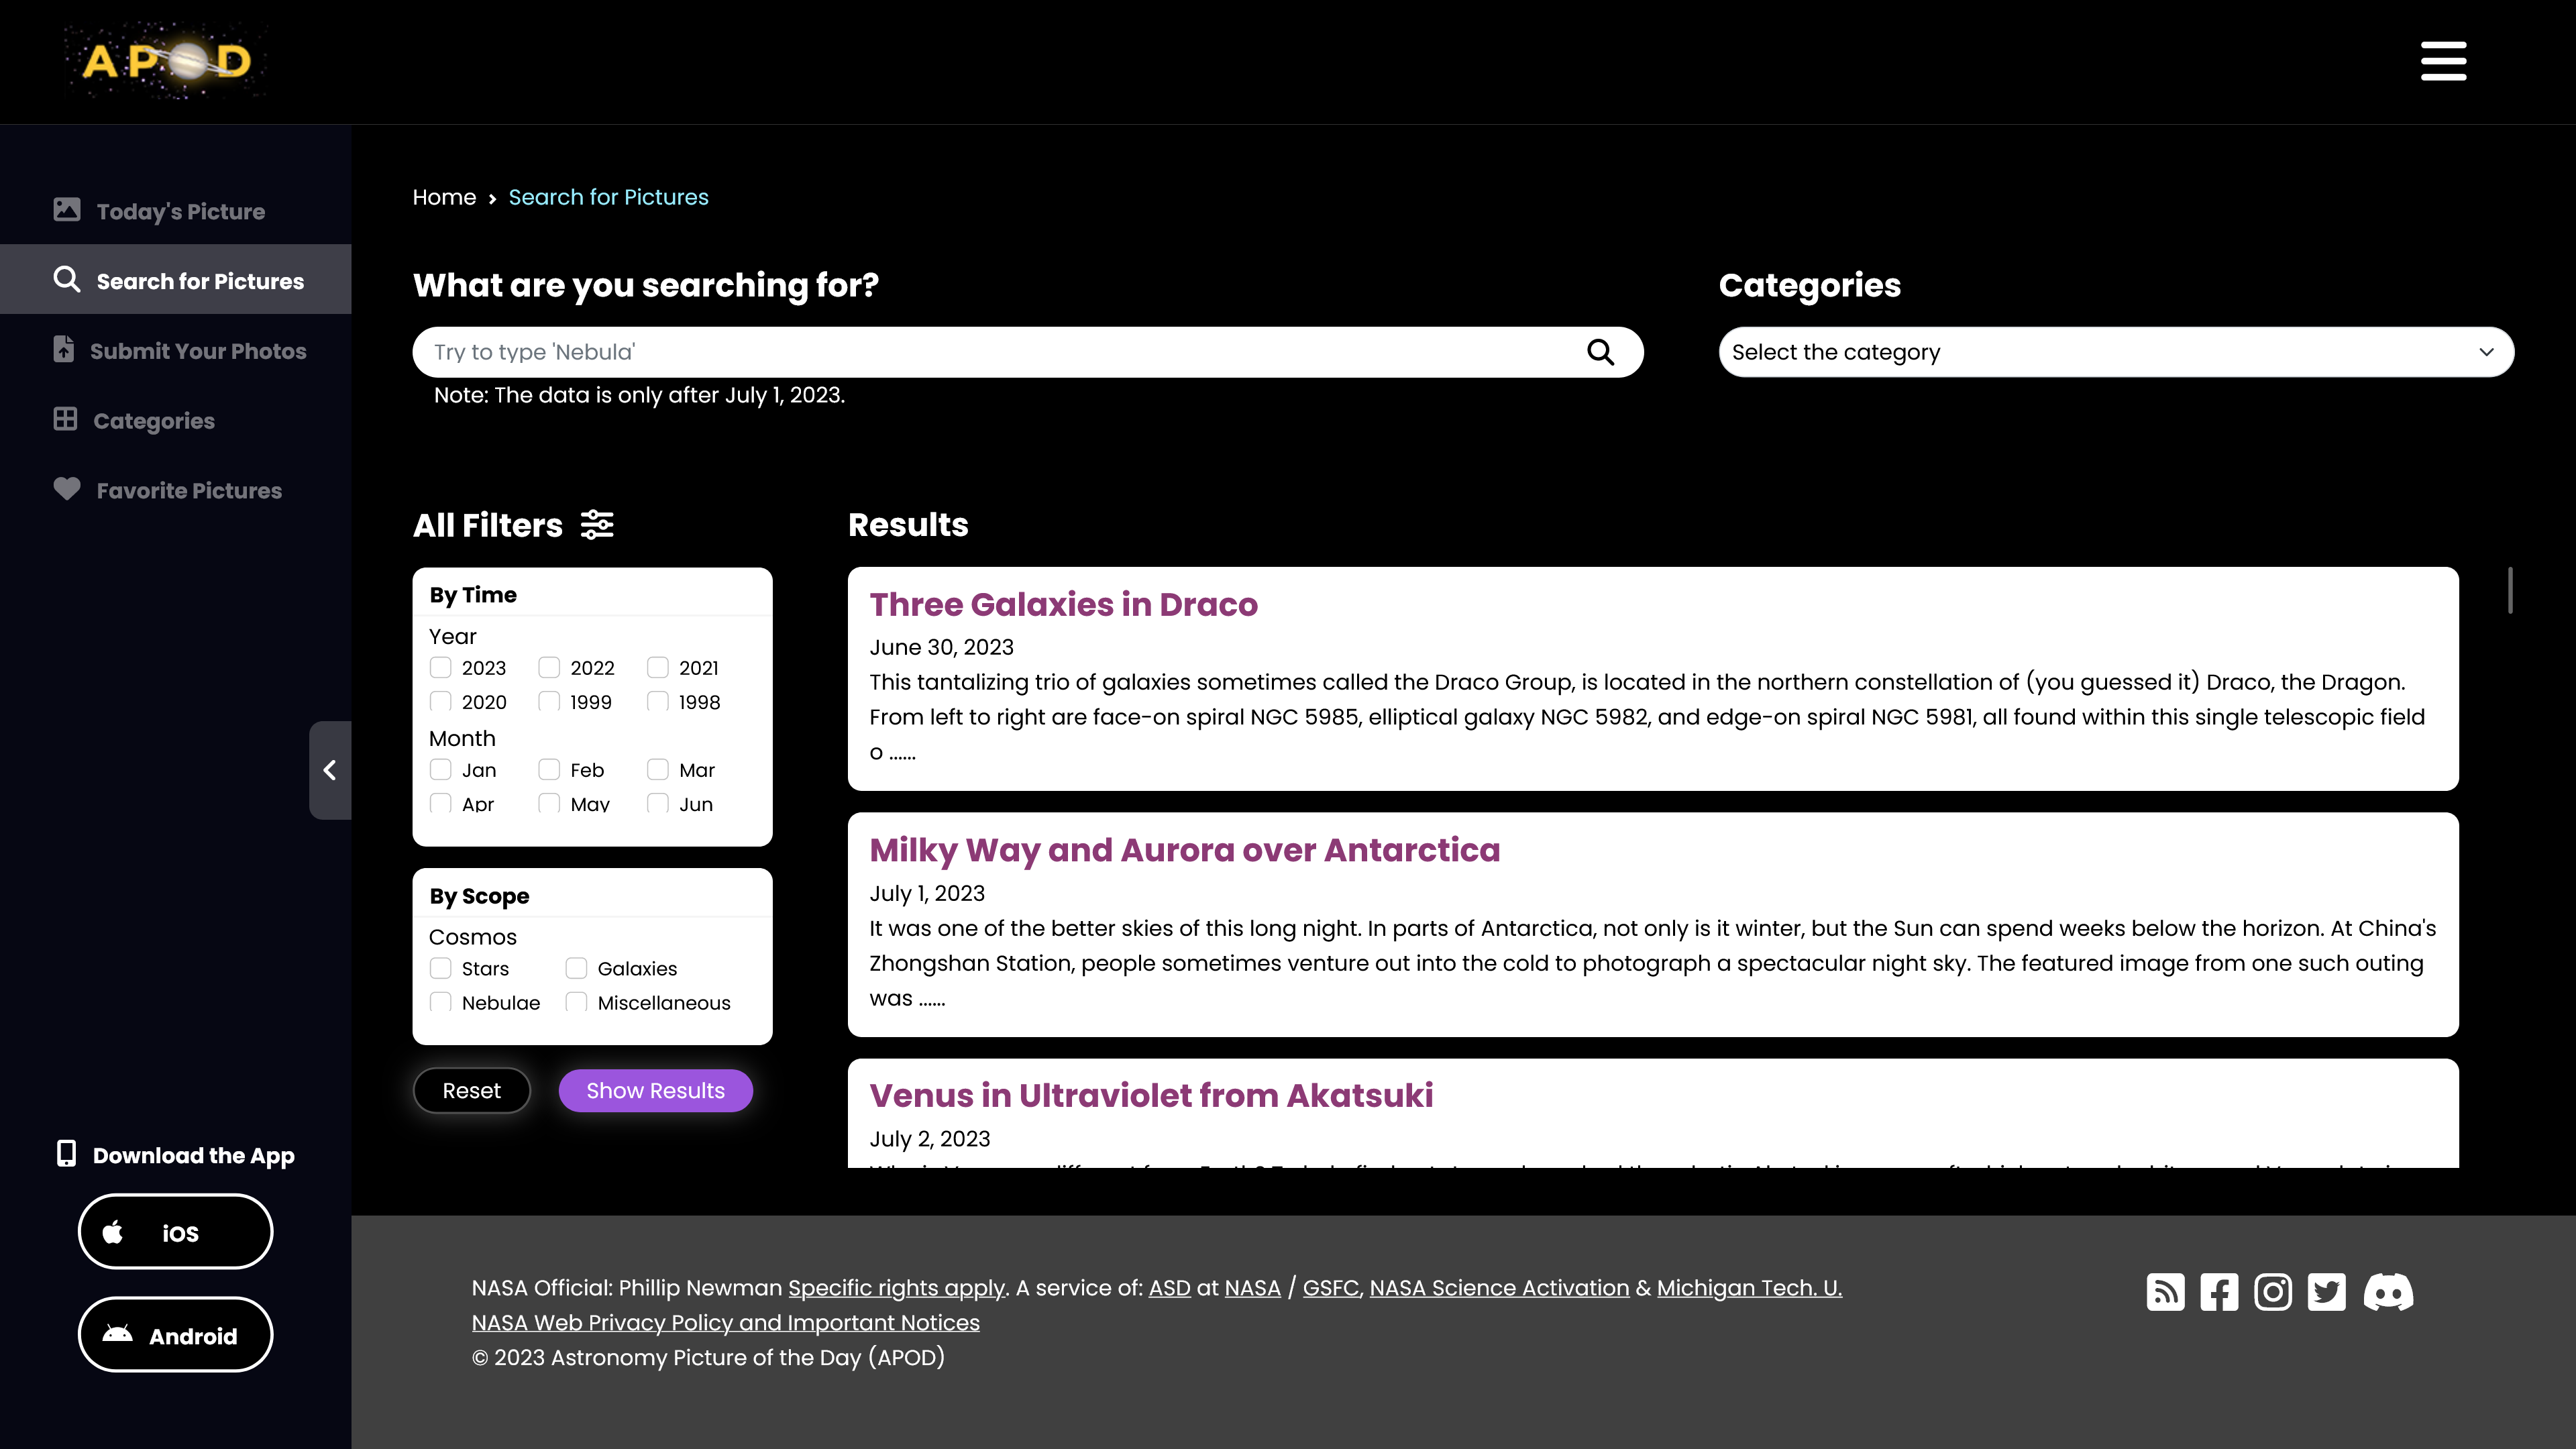 APOD
Today's Picture
Search for Pictures
Submit Your Photos
Categories
Favorite Pictures
Download the App
iOS
Android
Home › Search for Pictures
What are you searching for?
Try to type 'Nebula'
Note: The data is only after July 1, 2023.
Categories
Select the category
All Filters
By Time
Year
2023 2022 2021
2020 1999 1998
Month
Jan Feb Mar
Apr May Jun
By Scope
Cosmos
Stars Galaxies
Nebulae Miscellaneous
Reset Show Results
Results
Three Galaxies in Draco
June 30, 2023
This tantalizing trio of galaxies sometimes called the Draco Group, is located in the northern constellation of (you guessed it) Draco, the Dragon.
From left to right are face-on spiral NGC 5985, elliptical galaxy NGC 5982, and edge-on spiral NGC 5981, all found within this single telescopic field
o ......
Milky Way and Aurora over Antarctica
July 1, 2023
It was one of the better skies of this long night. In parts of Antarctica, not only is it winter, but the Sun can spend weeks below the horizon. At China's
Zhongshan Station, people sometimes venture out into the cold to photograph a spectacular night sky. The featured image from one such outing
was ......
Venus in Ultraviolet from Akatsuki
July 2, 2023
NASA Official: Phillip Newman Specific rights apply. A service of: ASD at NASA / GSFC, NASA Science Activation & Michigan Tech. U.
NASA Web Privacy Policy and Important Notices
© 2023 Astronomy Picture of the Day (APOD)